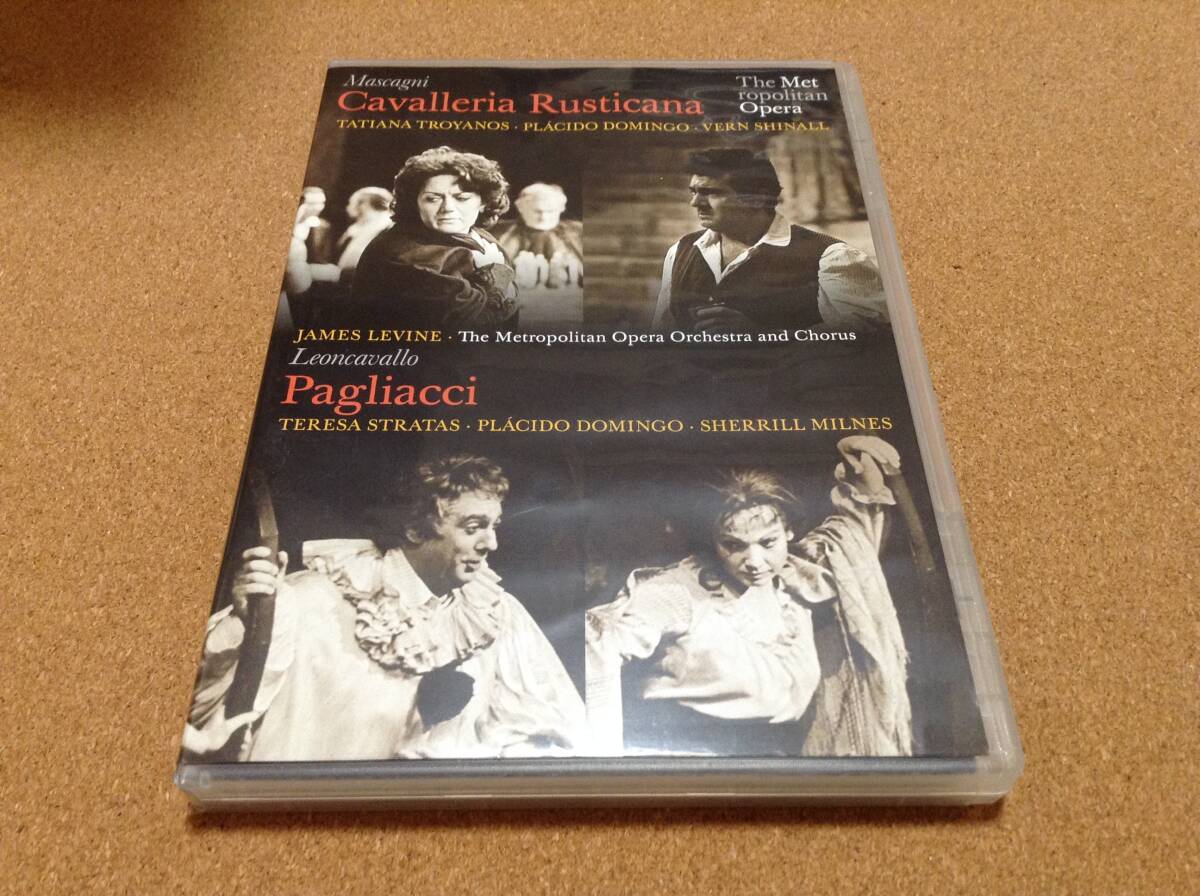 Mascagni
Cavalleria Rusticana
TATIANA TROYANOS · PLÁCIDO DOMINGO · VERN SHINALL
The Met
ropolitan
Opera
JAMES LEVINE · The Metropolitan Opera Orchestra and Chorus
Leoncavallo
Pagliacci
TERESA STRATAS · PLÁCIDO DOMINGO · SHERRILL MILNES